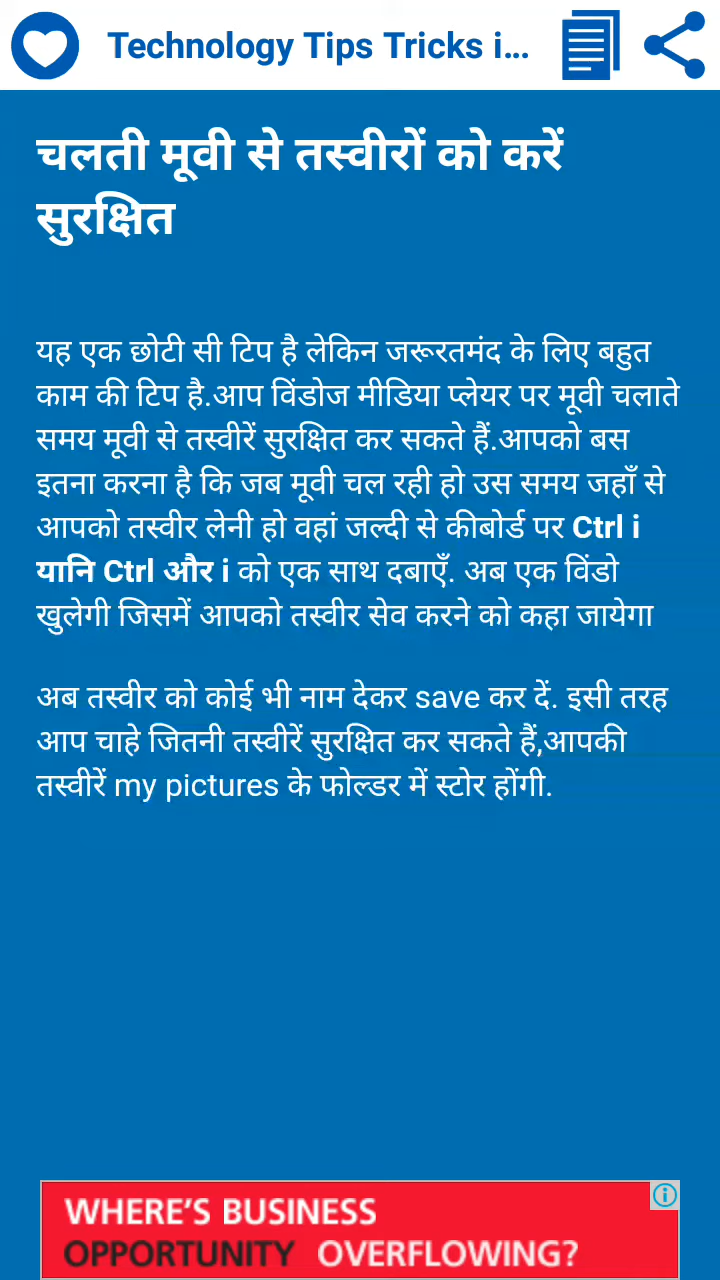 Technology Tips Tricks i...
चलती मूवी से तस्वीरों को करें
सुरक्षित
यह एक छोटी सी टिप है लेकिन जरूरतमंद के लिए बहुत
काम की टिप है.आप विंडोज मीडिया प्लेयर पर मूवी चलाते
समय मूवी से तस्वीरें सुरक्षित कर सकते हैं.आपको बस
इतना करना है कि जब मूवी चल रही हो उस समय जहाँ से
आपको तस्वीर लेनी हो वहां जल्दी से कीबोर्ड पर Ctrl i
यानि Ctrl और i को एक साथ दबाएँ. अब एक विंडो
खुलेगी जिसमें आपको तस्वीर सेव करने को कहा जायेगा
अब तस्वीर को कोई भी नाम देकर save कर दें. इसी तरह
आप चाहे जितनी तस्वीरें सुरक्षित कर सकते हैं,आपकी
तस्वीरें my pictures के फोल्डर में स्टोर होंगी.
WHERE'S BUSINESS
OPPORTUNITY OVERFLOWING?